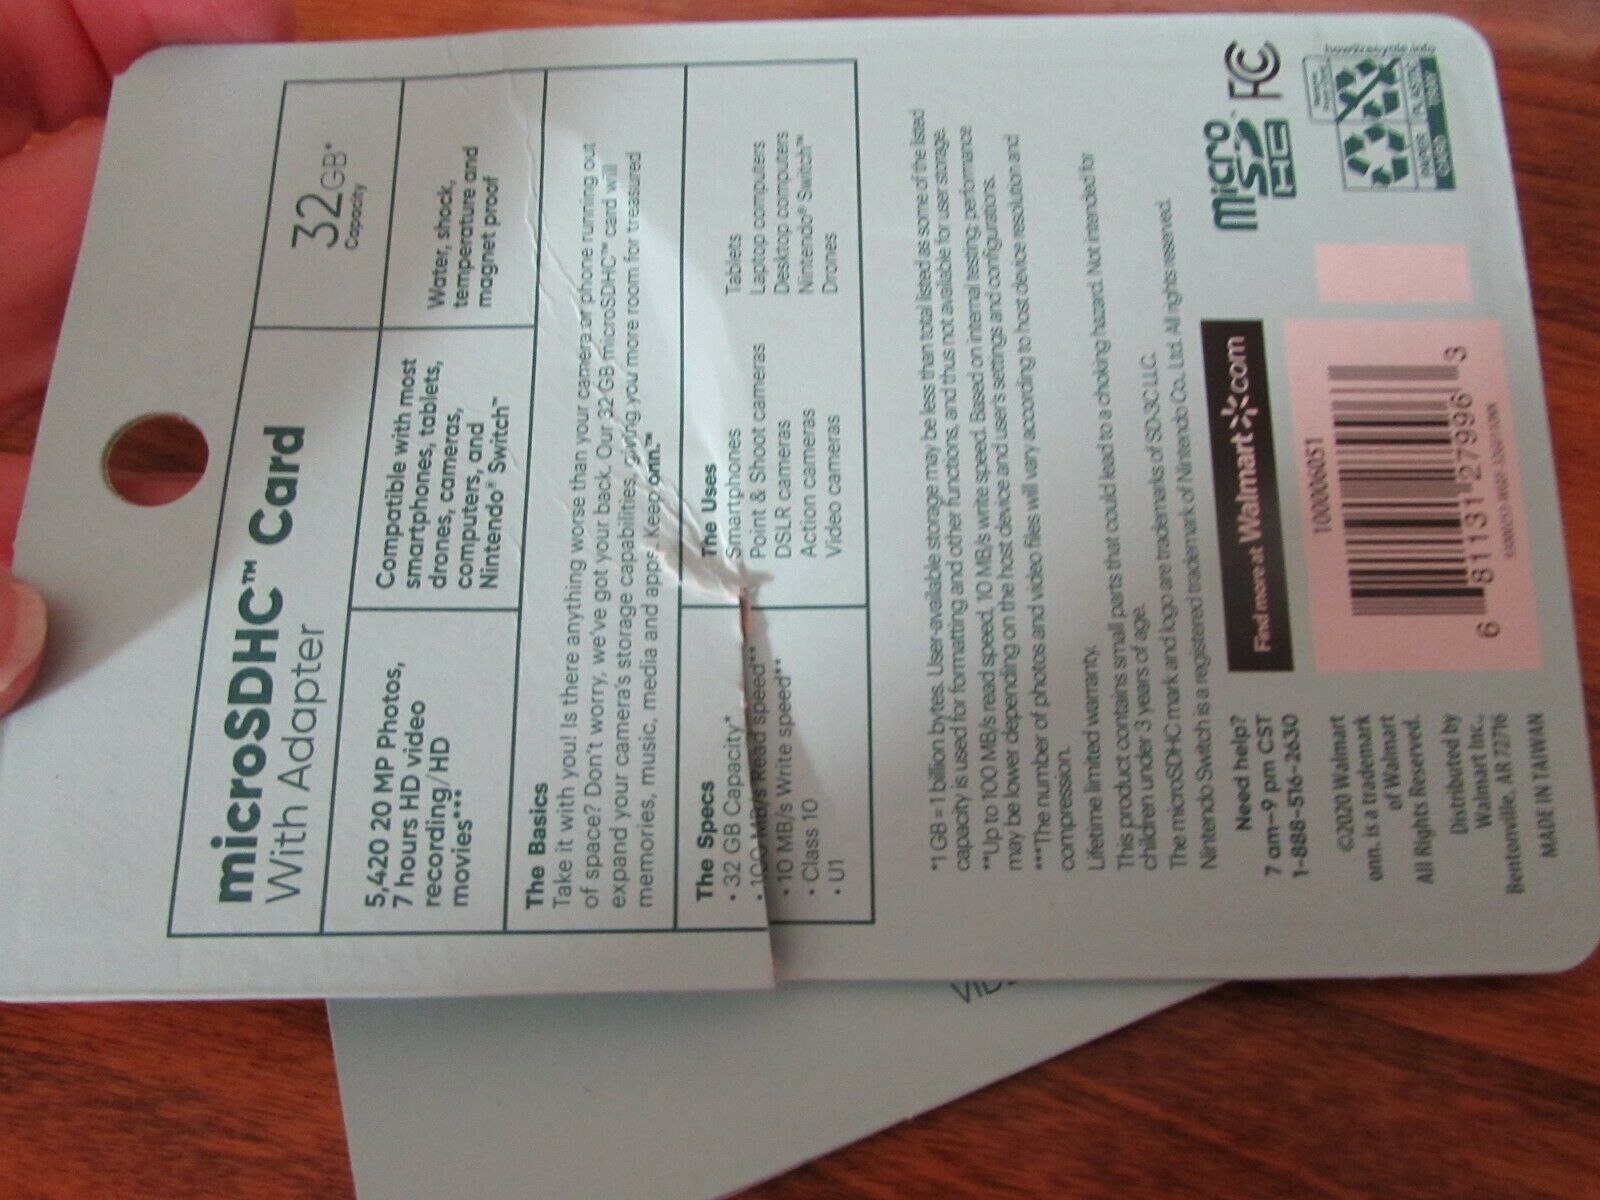 microSDHC™ Card
With Adapter
32GB*
Capacity
5,420 20 MP Photos,
7 hours HD video
recording/HD
movies***
Compatible with most
smartphones, tablets,
drones, cameras,
computers, and
Nintendo® Switch™
Water, shock,
temperature and
magnet proof
The Basics
Take it with you! Is there anything worse than your camera or phone running out
of space? Don't worry, we've got your back. Our 32 GB microSDHC™ card will
expand your camera's storage capabilities, giving you more room for treasured
memories, music, media and apps. Keep onn.™
The Specs
• 32 GB Capacity*
• 100 MB/s Read speed**
• 10 MB/s Write speed**
• Class 10
• U1
The Uses
Smartphones
Point & Shoot cameras
DSLR cameras
Action cameras
Video cameras
Tablets
Laptop computers
Desktop computers
Nintendo® Switch™
Drones
*1 GB = 1 billion bytes. User-available storage may be less than total listed as some of the listed
capacity is used for formatting and other functions, and thus not available for user storage.
**Up to 100 MB/s read speed, 10 MB/s write speed. Based on internal testing; performance
may be lower depending on the host device and user's settings and configurations.
***The number of photos and video files will vary according to host device resolution and
compression.
Lifetime limited warranty.
This product contains small parts that could lead to a choking hazard. Not intended for
children under 3 years of age.
The microSDHC mark and logo are trademarks of SD-3C LLC.
Nintendo Switch is a registered trademark of Nintendo Co., Ltd. All rights reserved.
Need help?
7 am–9 pm CST
1-888-516-2630
©2020 Walmart
onn. is a trademark
of Walmart
All Rights Reserved.
Distributed by
Walmart Inc.,
Bentonville, AR 72716
MADE IN TAIWAN
Find more at Walmart.com
100006051
6 81131 27996 3
micro
SD
HC
FC
PAPER
CARD
PLASTIC
TRAY
how2recycle.info